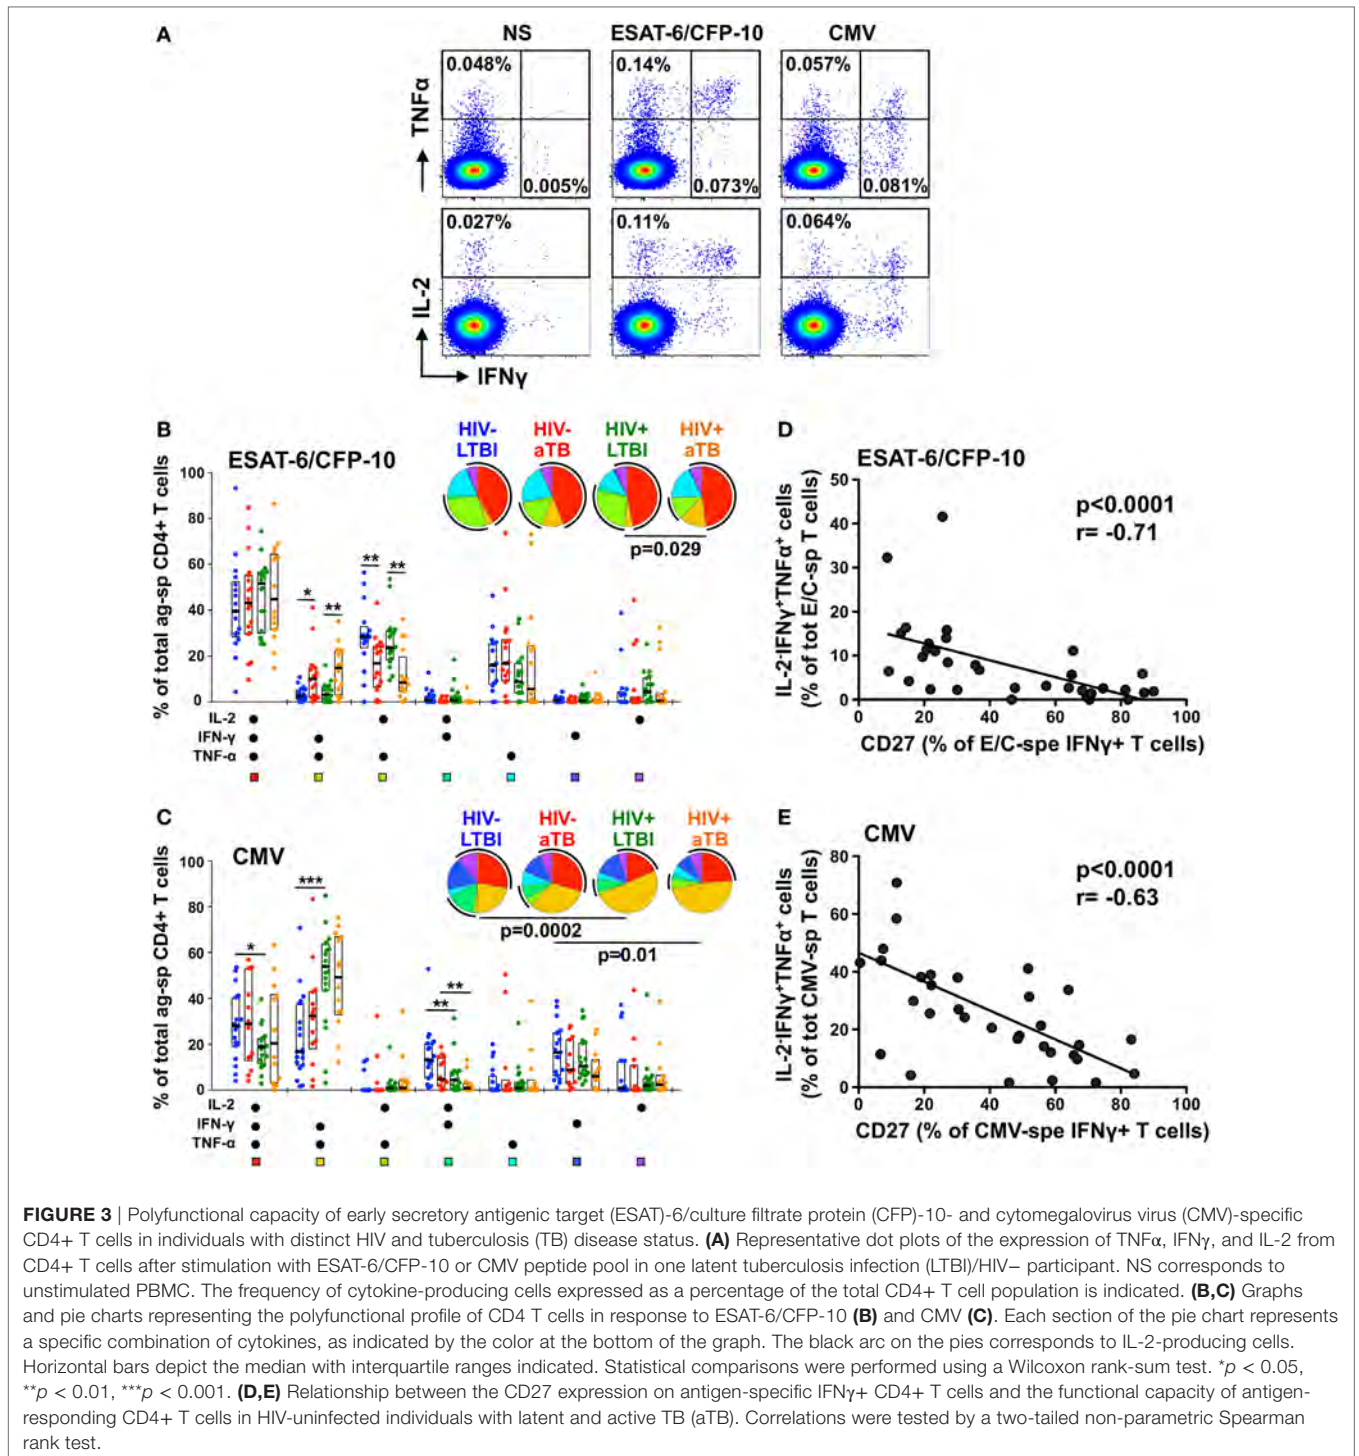 A
NS
ESAT-6/CFP-10
CMV
0.048%
0.14%
0.057%
TNFα
0.005%
0.073%
0.081%
0.027%
0.11%
0.064%
IL-2
IFNγ
B
ESAT-6/CFP-10
HIV- LTBI
HIV- aTB
HIV+ LTBI
HIV+ aTB
p=0.029
% of total ag-sp CD4+ T cells
100
80
60
40
20
0
*
**
**
**
IL-2
IFN-γ
TNF-α
D
ESAT-6/CFP-10
p<0.0001
r= -0.71
IL-2-IFNγ+TNFα+ cells
(% of tot E/C-sp T cells)
50
40
30
20
10
0
0 20 40 60 80 100
CD27 (% of E/C-spe IFNγ+ T cells)
C
CMV
HIV- LTBI
HIV- aTB
HIV+ LTBI
HIV+ aTB
p=0.0002
p=0.01
% of total ag-sp CD4+ T cells
100
80
60
40
20
0
*
***
**
**
IL-2
IFN-γ
TNF-α
E
CMV
p<0.0001
r= -0.63
IL-2-IFNγ+TNFα+ cells
(% of tot CMV-sp T cells)
80
60
40
20
0
0 20 40 60 80 100
CD27 (% of CMV-spe IFNγ+ T cells)
FIGURE 3 | Polyfunctional capacity of early secretory antigenic target (ESAT)-6/culture filtrate protein (CFP)-10- and cytomegalovirus virus (CMV)-specific
CD4+ T cells in individuals with distinct HIV and tuberculosis (TB) disease status. (A) Representative dot plots of the expression of TNFα, IFNγ, and IL-2 from
CD4+ T cells after stimulation with ESAT-6/CFP-10 or CMV peptide pool in one latent tuberculosis infection (LTBI)/HIV− participant. NS corresponds to
unstimulated PBMC. The frequency of cytokine-producing cells expressed as a percentage of the total CD4+ T cell population is indicated. (B,C) Graphs
and pie charts representing the polyfunctional profile of CD4 T cells in response to ESAT-6/CFP-10 (B) and CMV (C). Each section of the pie chart represents
a specific combination of cytokines, as indicated by the color at the bottom of the graph. The black arc on the pies corresponds to IL-2-producing cells.
Horizontal bars depict the median with interquartile ranges indicated. Statistical comparisons were performed using a Wilcoxon rank-sum test. *p < 0.05,
**p < 0.01, ***p < 0.001. (D,E) Relationship between the CD27 expression on antigen-specific IFNγ+ CD4+ T cells and the functional capacity of antigen-
responding CD4+ T cells in HIV-uninfected individuals with latent and active TB (aTB). Correlations were tested by a two-tailed non-parametric Spearman
rank test.